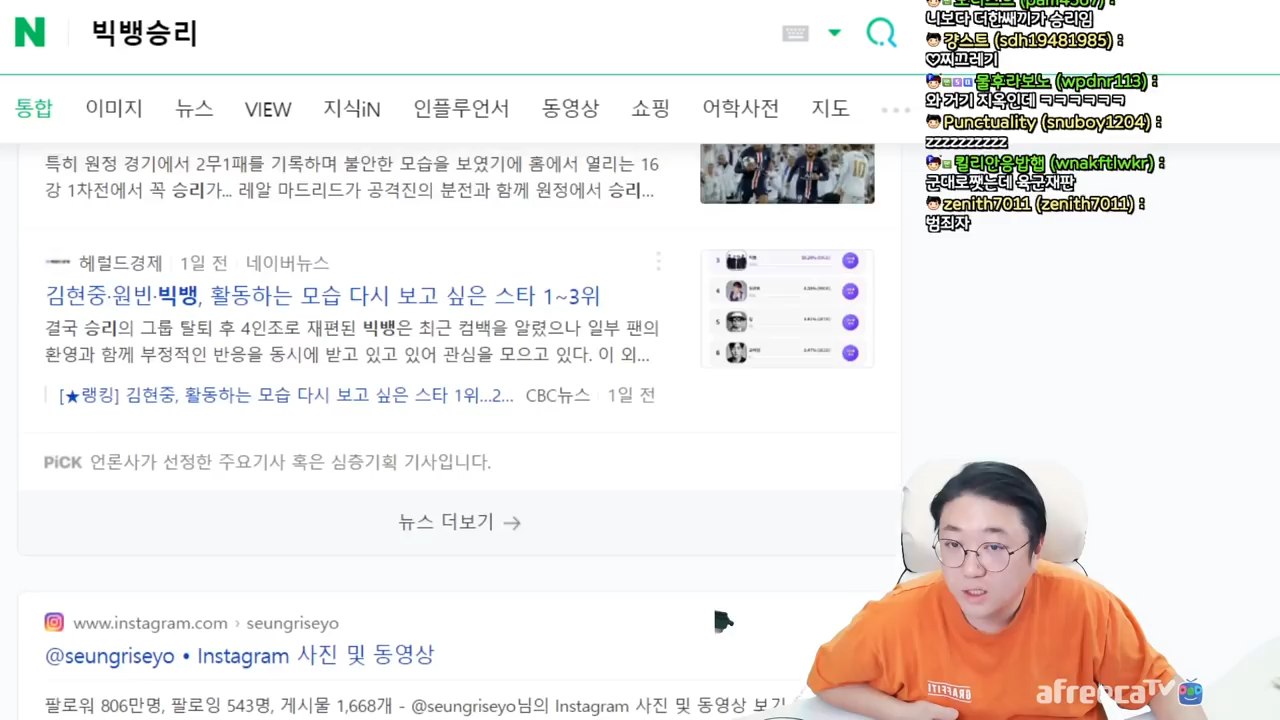 N
빅뱅승리
통합 이미지 뉴스 VIEW 지식iN 인플루언서 동영상 쇼핑 어학사전 지도
특히 원정 경기에서 2무1패를 기록하며 불안한 모습을 보였기에 홈에서 열리는 16
강 1차전에서 꼭 승리가... 레알 마드리드가 공격진의 분전과 함께 원정에서 승리...
헤럴드경제 1일 전 네이버뉴스
김현중·원빈·빅뱅, 활동하는 모습 다시 보고 싶은 스타 1~3위
결국 승리의 그룹 탈퇴 후 4인조로 재편된 빅뱅은 최근 컴백을 알렸으나 일부 팬의
환영과 함께 부정적인 반응을 동시에 받고 있고 있어 관심을 모으고 있다. 이 외...
[★랭킹] 김현중, 활동하는 모습 다시 보고 싶은 스타 1위...2... CBC뉴스 1일 전
PiCK 언론사가 선정한 주요기사 혹은 심층기획 기사입니다.
뉴스 더보기 →
www.instagram.com › seungriseyo
@seungriseyo • Instagram 사진 및 동영상
팔로워 806만명, 팔로잉 543명, 게시물 1,668개 - @seungriseyo님의 Instagram 사진 및 동영상 보기
니보다 더한쌔끼가 승리임
걍스트 (sdh19481985) :
♡찌끄레기
물후라보노 (wpdnr113) :
와 거기 지옥인데 ㅋㅋㅋㅋㅋㅋ
Punctuality (snuboy1204) :
zzzzzzzzzz
킬리안음밥햅 (wnakftlwkr) :
군대로쨋는데 육군재판
zenith7011 (zenith7011) :
범죄자
GRAFFITI
afreecaTV